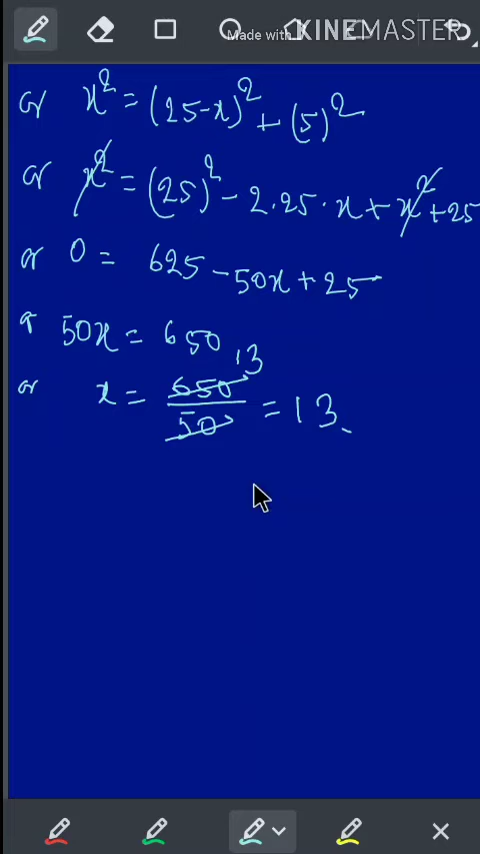 Made with KINEMASTER
or x² = (25-x)² + (5)²
or x² = (25)² - 2.25·x + x² + 25
or 0 = 625 - 50x + 25
or 50x = 650
or x = 650/50 13 = 13